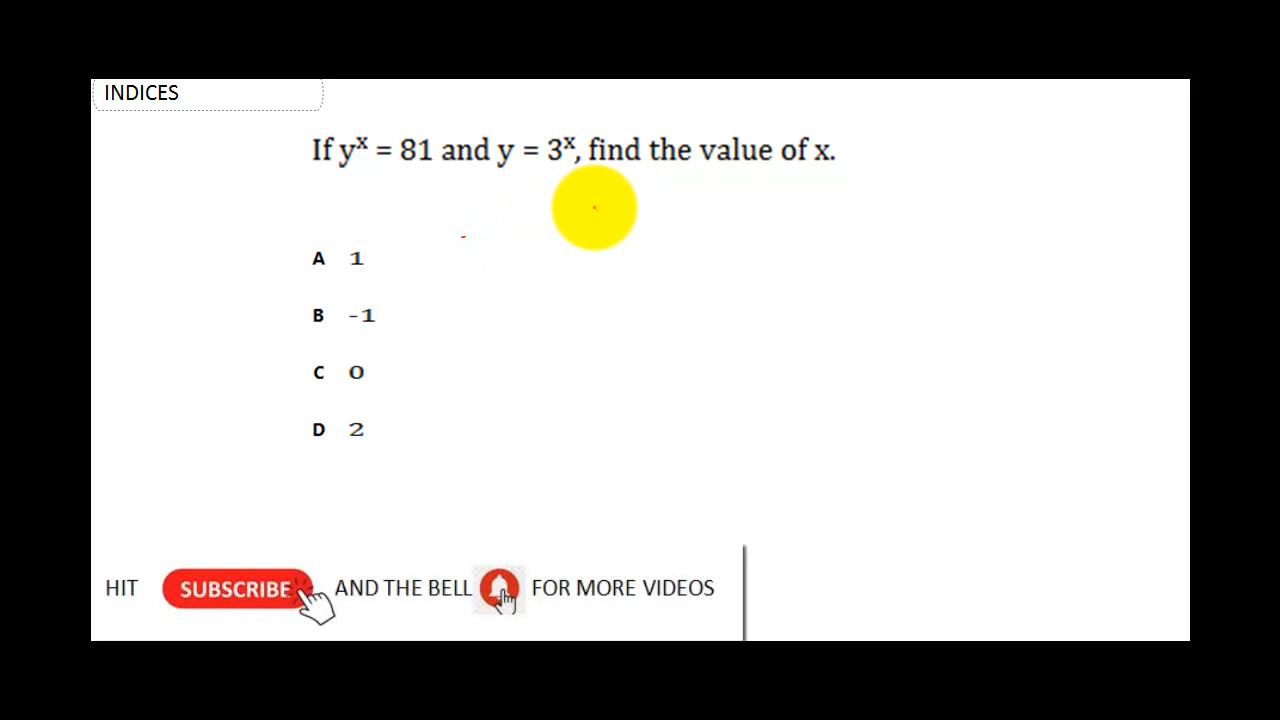 INDICES
If yˣ = 81 and y = 3ˣ, find the value of x.
A 1
B -1
C 0
D 2
HIT SUBSCRIBE AND THE BELL FOR MORE VIDEOS